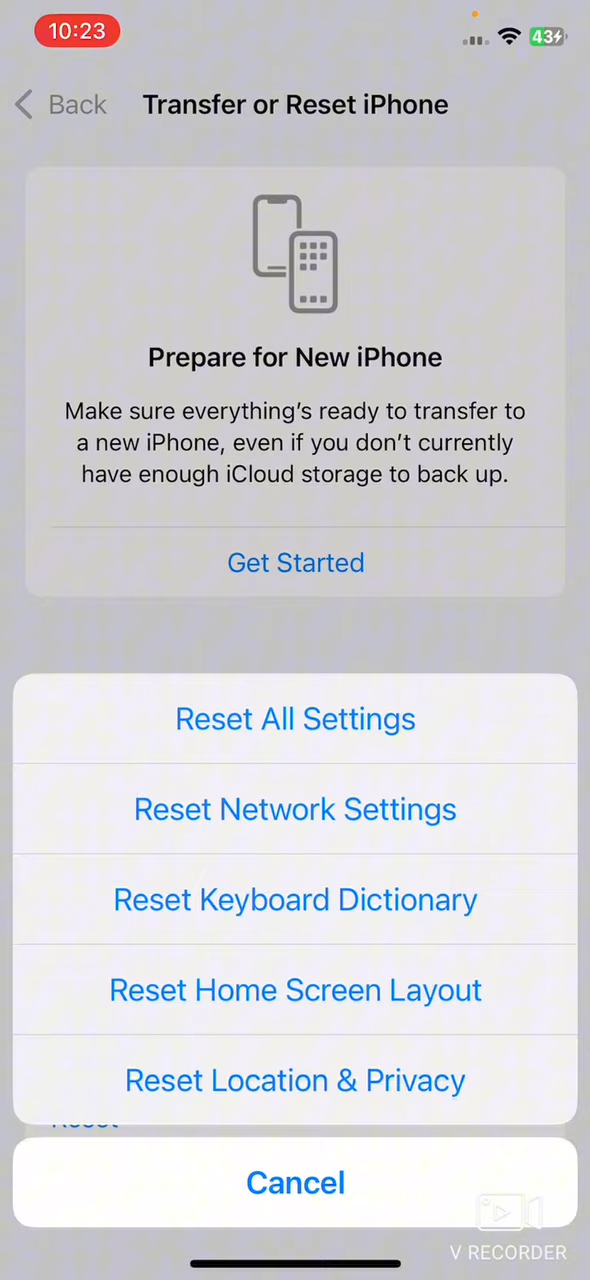 10:23
43
Back
Transfer or Reset iPhone
Prepare for New iPhone
Make sure everything's ready to transfer to
a new iPhone, even if you don't currently
have enough iCloud storage to back up.
Get Started
Reset All Settings
Reset Network Settings
Reset Keyboard Dictionary
Reset Home Screen Layout
Reset Location & Privacy
Reset
Cancel
V RECORDER